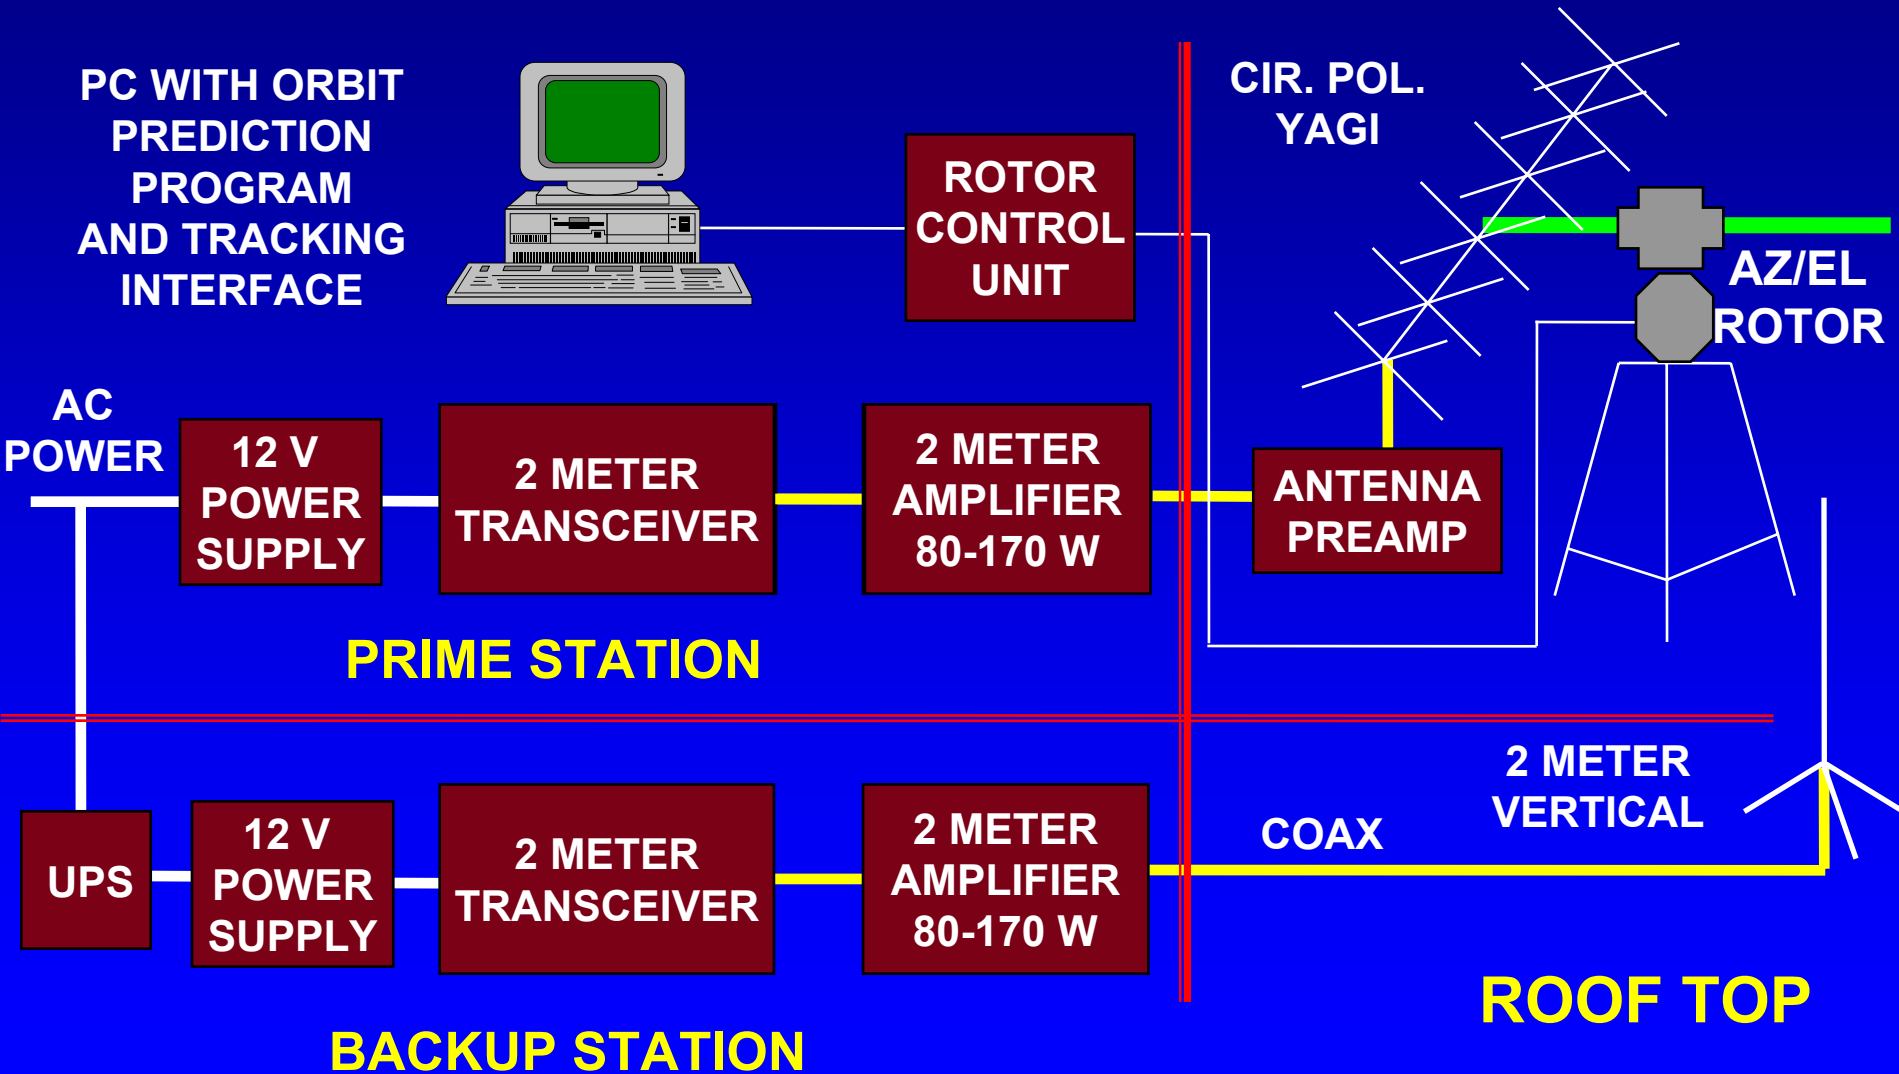 PC WITH ORBIT
PREDICTION
PROGRAM
AND TRACKING
INTERFACE
ROTOR
CONTROL
UNIT
CIR. POL.
YAGI
AZ/EL
ROTOR
AC
POWER
12 V
POWER
SUPPLY
2 METER
TRANSCEIVER
2 METER
AMPLIFIER
80-170 W
ANTENNA
PREAMP
PRIME STATION
UPS
12 V
POWER
SUPPLY
2 METER
TRANSCEIVER
2 METER
AMPLIFIER
80-170 W
COAX
2 METER
VERTICAL
ROOF TOP
BACKUP STATION